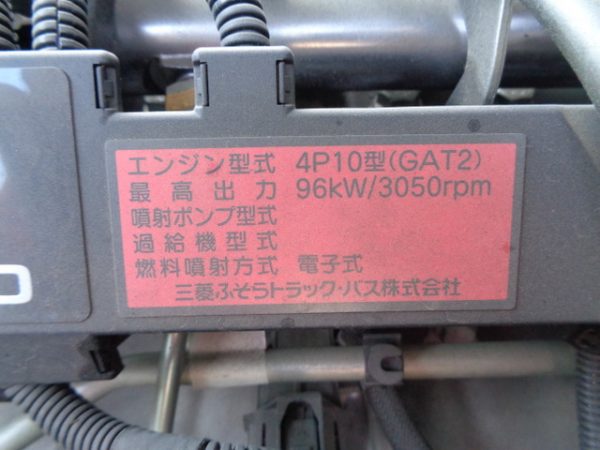 エンジン型式 4P10型(GAT2)
最高出力 96kW/3050rpm
噴射ポンプ型式
過給機型式
燃料噴射方式 電子式
三菱ふそうトラック・バス株式会社